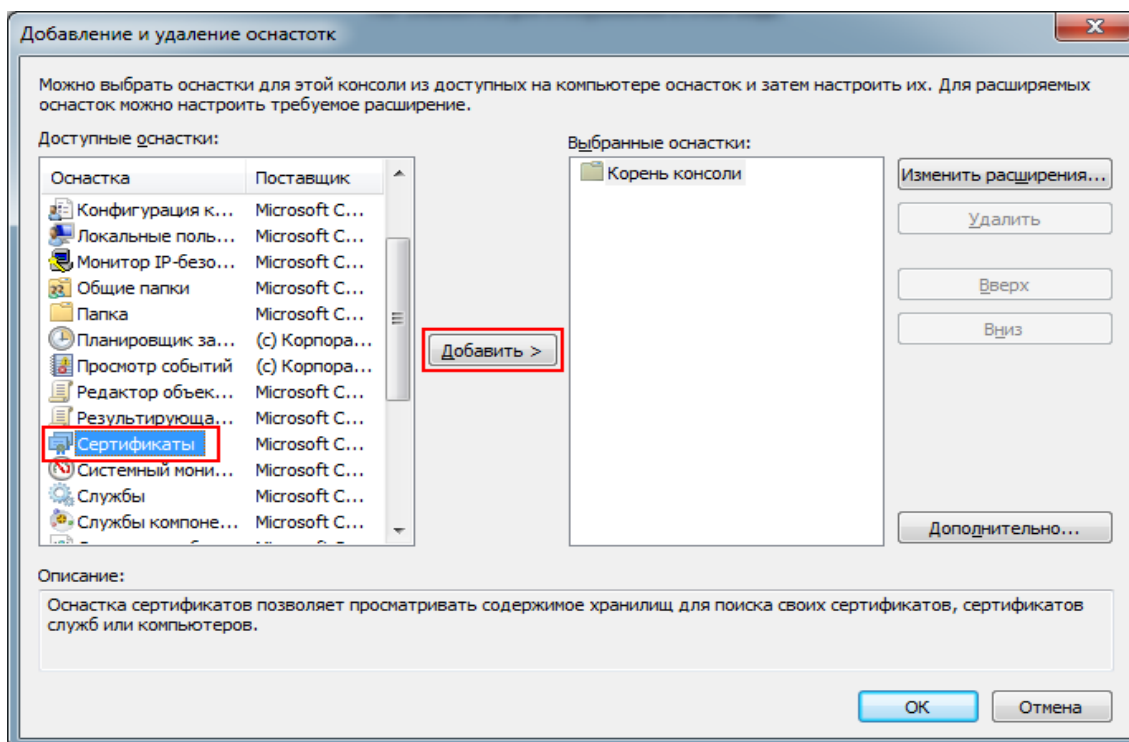 Добавление и удаление оснастотк
Можно выбрать оснастки для этой консоли из доступных на компьютере оснасток и затем настроить их. Для расширяемых
оснасток можно настроить требуемое расширение.
Доступные оснастки:
Выбранные оснастки:
Оснастка Поставщик
Конфигурация к... Microsoft C...
Локальные поль... Microsoft C...
Монитор IP-безо... Microsoft C...
Общие папки Microsoft C...
Папка Microsoft C...
Планировщик за... (c) Корпора...
Просмотр событий (c) Корпора...
Редактор объек... Microsoft C...
Результирующа... Microsoft C...
Сертификаты Microsoft C...
Системный мони... Microsoft C...
Службы Microsoft C...
Службы компоне... Microsoft C...
Добавить >
Корень консоли
Изменить расширения...
Удалить
Вверх
Вниз
Дополнительно...
Описание:
Оснастка сертификатов позволяет просматривать содержимое хранилищ для поиска своих сертификатов, сертификатов
служб или компьютеров.
OK
Отмена